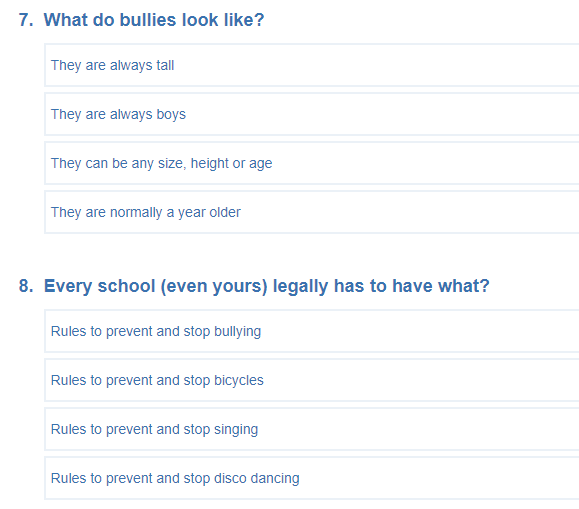 7. What do bullies look like?
They are always tall
They are always boys
They can be any size, height or age
They are normally a year older
8. Every school (even yours) legally has to have what?
Rules to prevent and stop bullying
Rules to prevent and stop bicycles
Rules to prevent and stop singing
Rules to prevent and stop disco dancing